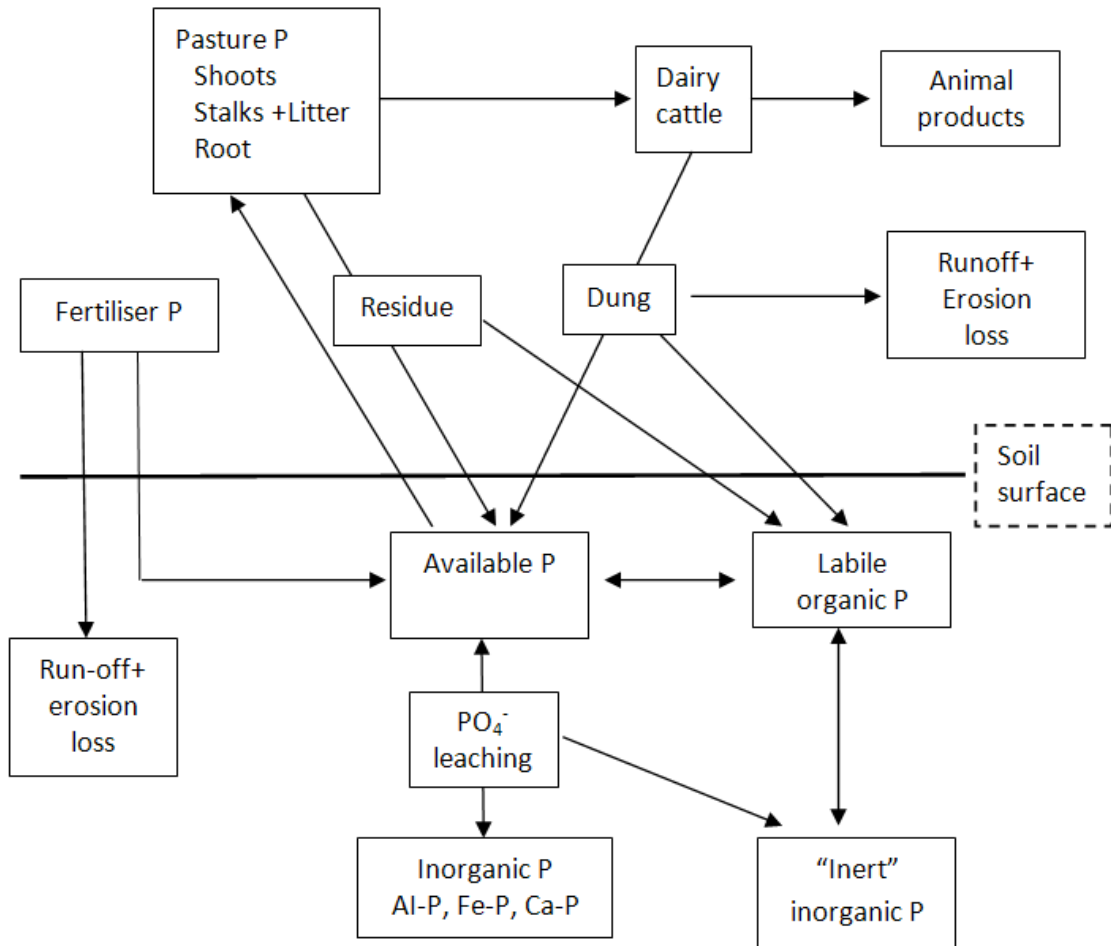 Pasture P
Shoots
Stalks +Litter
Root
Dairy
cattle
Animal
products
Fertiliser P
Residue
Dung
Runoff+
Erosion
loss
Soil
surface
Available P
Labile
organic P
Run-off+
erosion
loss
PO₄⁻
leaching
Inorganic P
Al-P, Fe-P, Ca-P
“Inert”
inorganic P